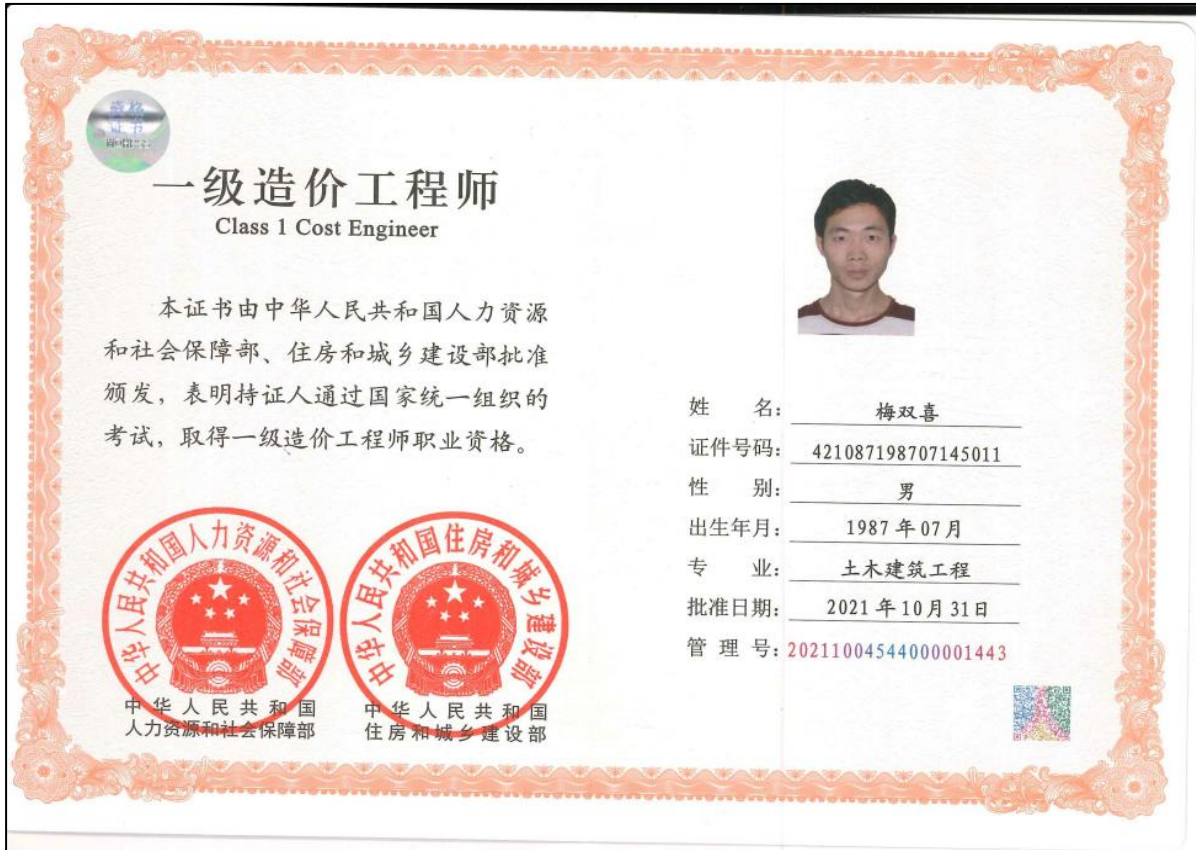 资格
证书
一级造价工程师
Class 1 Cost Engineer
本证书由中华人民共和国人力资源
和社会保障部、住房和城乡建设部批准
颁发，表明持证人通过国家统一组织的
考试，取得一级造价工程师职业资格。
中华人民共和国人力资源和社会保障部
中华人民共和国
人力资源和社会保障部
中华人民共和国住房和城乡建设部
中华人民共和国
住房和城乡建设部
姓 名：梅双喜
证件号码：421087198707145011
性 别：男
出生年月：1987年07月
专 业：土木建筑工程
批准日期：2021年10月31日
管 理 号：20211004544000001443